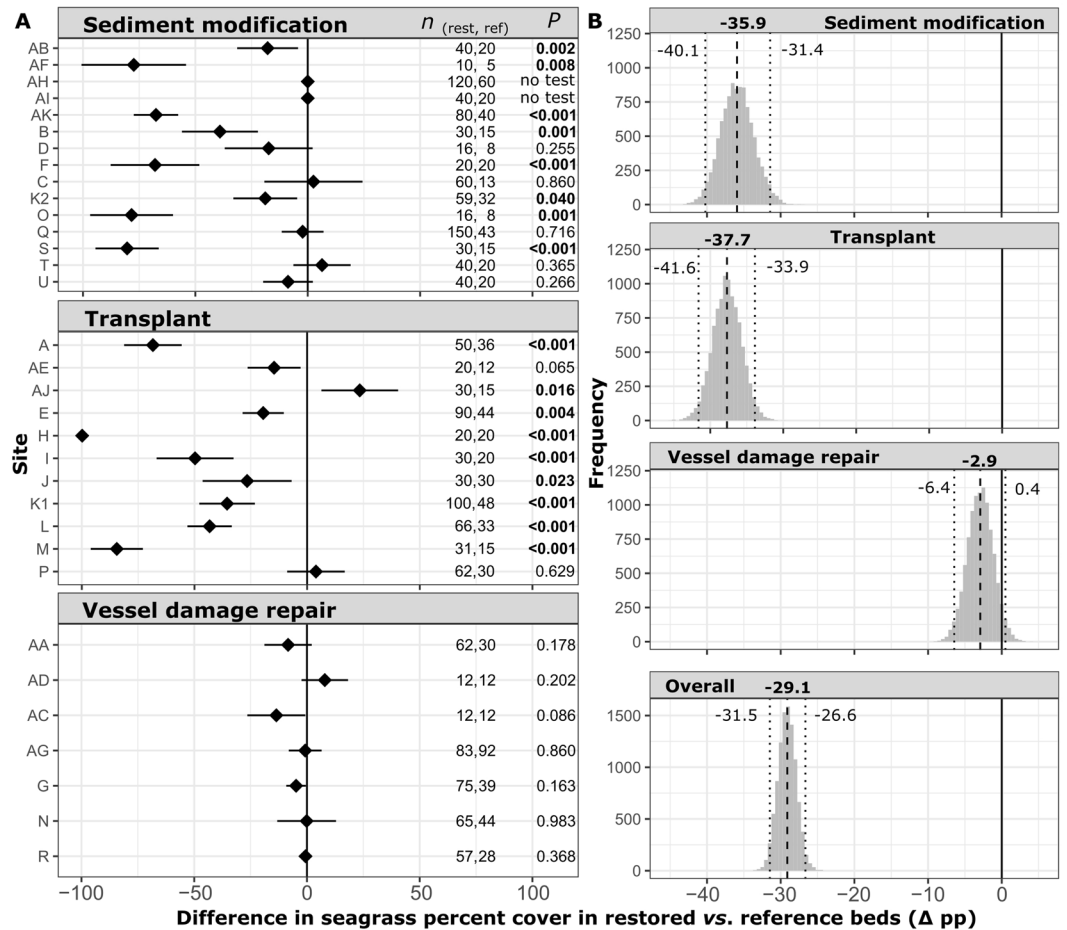 A
Sediment modification n (rest, ref) P
AB 40,20 0.002
AF 10, 5 0.008
AH 120,60 no test
AI 40,20 no test
AK 80,40 <0.001
B 30,15 0.001
D 16, 8 0.255
F 20,20 <0.001
C 60,13 0.860
K2 59,32 0.040
O 16, 8 0.001
Q 150,43 0.716
S 30,15 <0.001
T 40,20 0.365
U 40,20 0.266
Transplant
A 50,36 <0.001
AE 20,12 0.065
AJ 30,15 0.016
E 90,44 0.004
H 20,20 <0.001
I 30,20 <0.001
J 30,30 0.023
K1 100,48 <0.001
L 66,33 <0.001
M 31,15 <0.001
P 62,30 0.629
Vessel damage repair
AA 62,30 0.178
AD 12,12 0.202
AC 12,12 0.086
AG 83,92 0.860
G 75,39 0.163
N 65,44 0.983
R 57,28 0.368
Site
−100 −50 0 50 100
B
-35.9 Sediment modification
-40.1 -31.4
1250
1000
750
500
250
0
-37.7 Transplant
-41.6 -33.9
1250
1000
750
500
250
0
Vessel damage repair -2.9
-6.4 0.4
1250
1000
750
500
250
0
Overall -29.1
-31.5 -26.6
1500
1000
500
0
Frequency
−40 −30 −20 −10 0
Difference in seagrass percent cover in restored vs. reference beds (Δ pp)